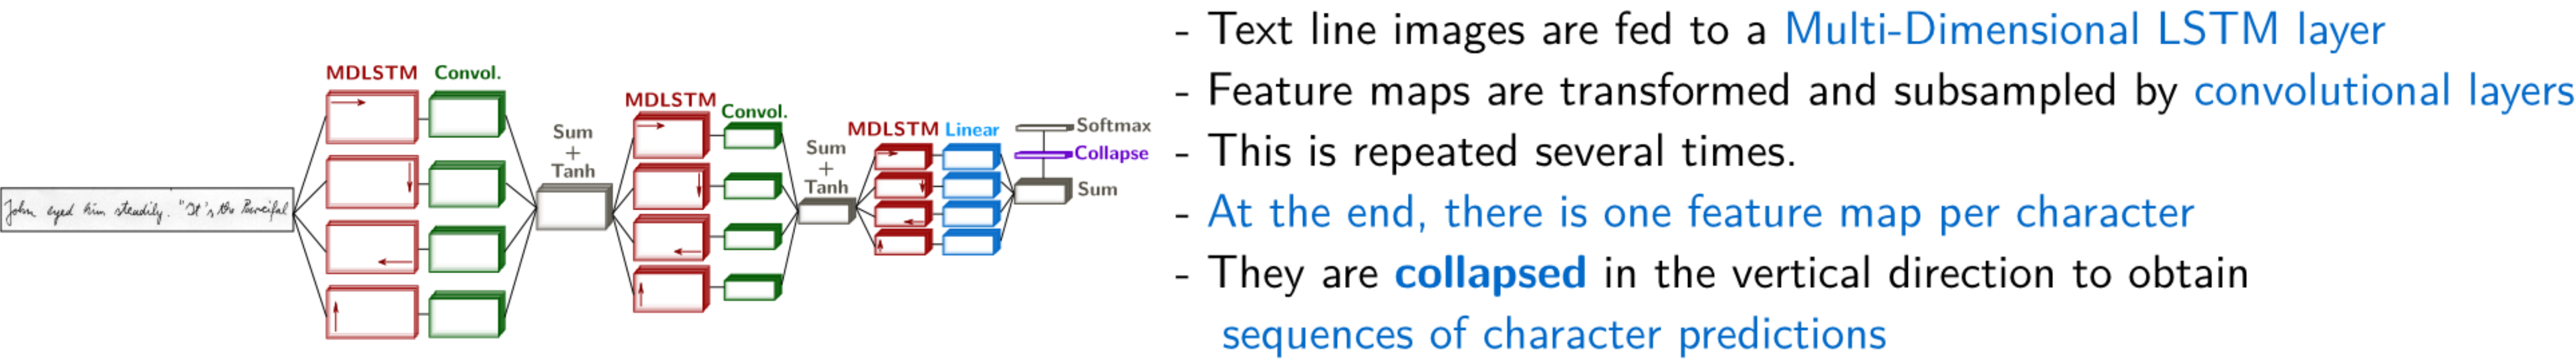 MDLSTM Convol.
Sum
+
Tanh
MDLSTM
Convol.
Sum
+
Tanh
MDLSTM Linear
Softmax
Collapse
Sum
John eyed him steadily. "It's the
- Text line images are fed to a Multi-Dimensional LSTM layer
- Feature maps are transformed and subsampled by convolutional layers
- This is repeated several times.
- At the end, there is one feature map per character
- They are collapsed in the vertical direction to obtain
sequences of character predictions